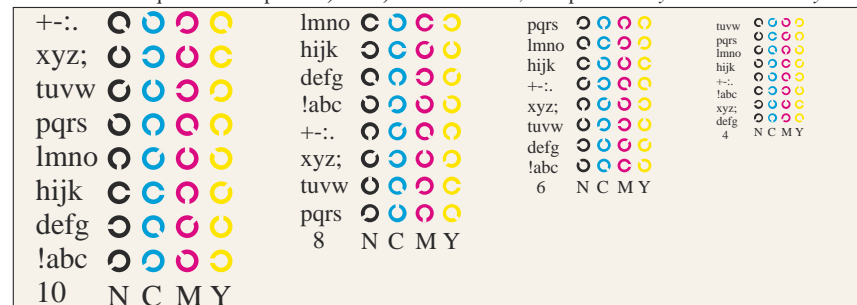 +-:.
xyz;
tuvw
pqrs
lmno
hijk
defg
!abc
10 N C M Y
lmno
hijk
defg
!abc
+-:.
xyz;
tuvw
pqrs
8 N C M Y
pqrs
lmno
hijk
+-:.
xyz;
tuvw
defg
!abc
6 N C M Y
tuvw
pqrs
lmno
hijk
+-:.
!abc
xyz;
defg
4 N C M Y